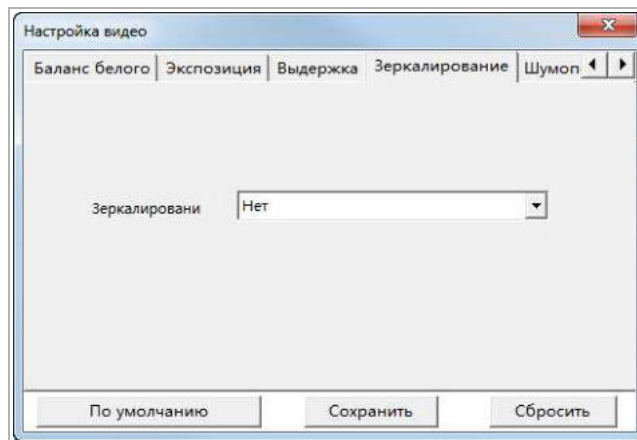 Настройка видео
Баланс белого Экспозиция Выдержка Зеркалирование Шумоп
Зеркалировани Нет
По умолчанию Сохранить Сбросить